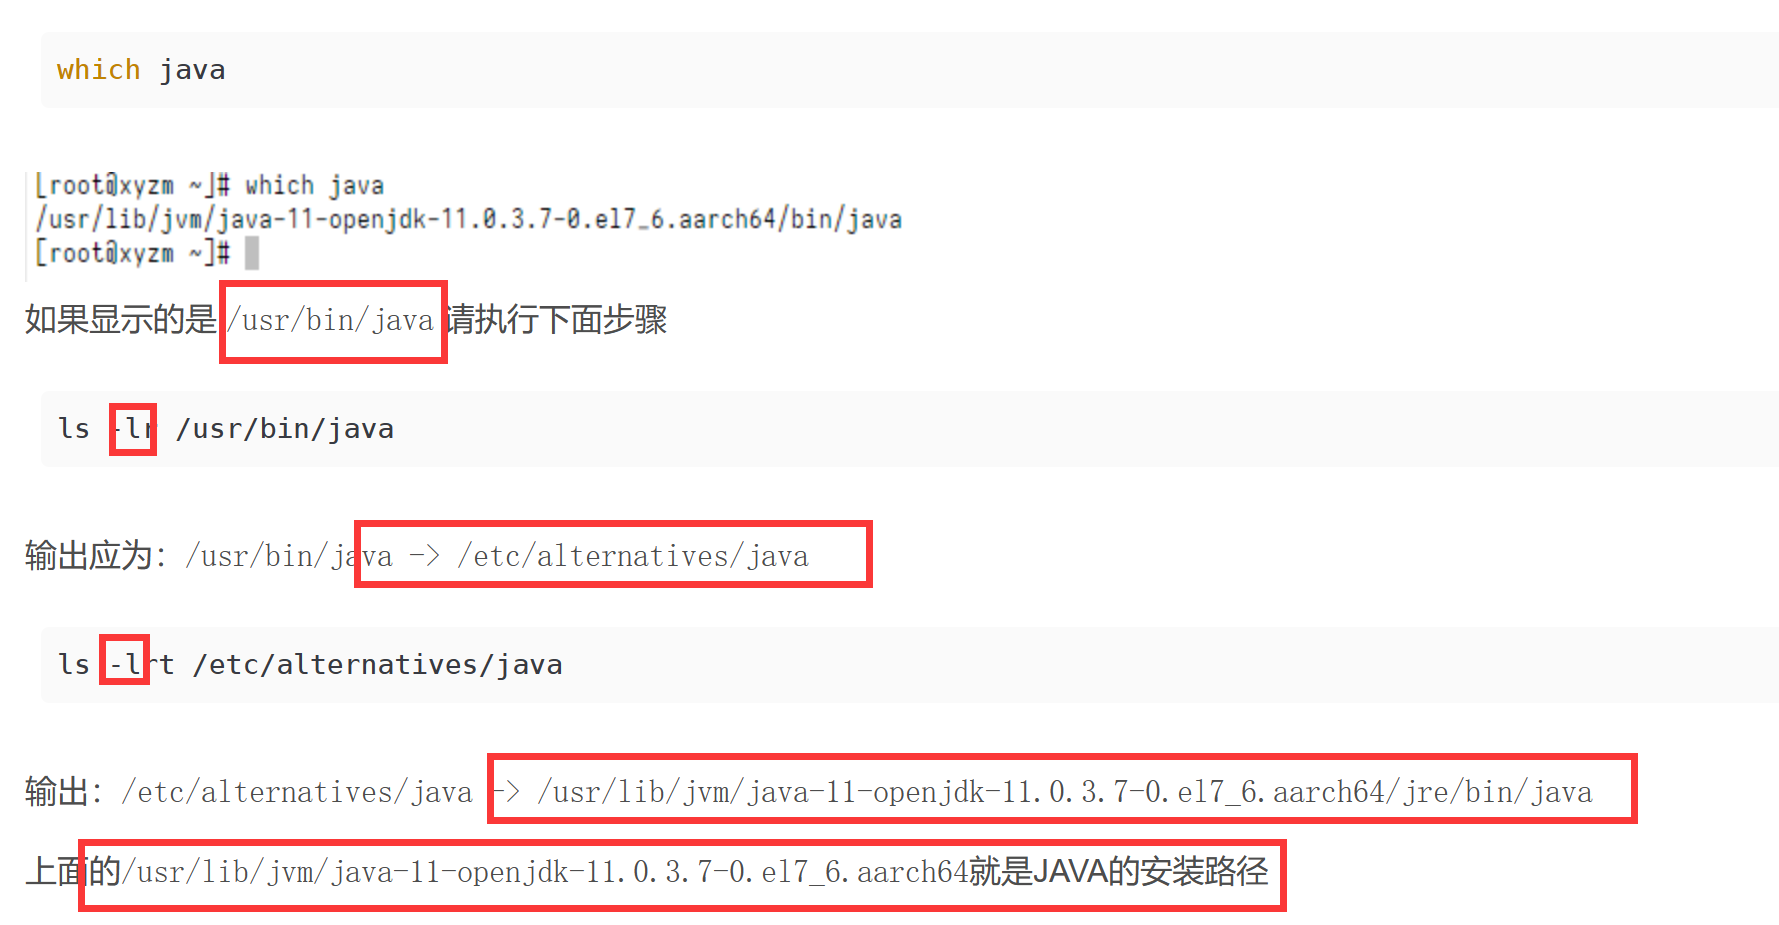 which java
[root@xyzm ~]# which java
/usr/lib/jvm/java-11-openjdk-11.0.3.7-0.el7_6.aarch64/bin/java
[root@xyzm ~]#
如果显示的是/usr/bin/java请执行下面步骤
ls -lr /usr/bin/java
输出应为：/usr/bin/java -> /etc/alternatives/java
ls -lrt /etc/alternatives/java
输出：/etc/alternatives/java -> /usr/lib/jvm/java-11-openjdk-11.0.3.7-0.el7_6.aarch64/jre/bin/java
上面的/usr/lib/jvm/java-11-openjdk-11.0.3.7-0.el7_6.aarch64就是JAVA的安装路径